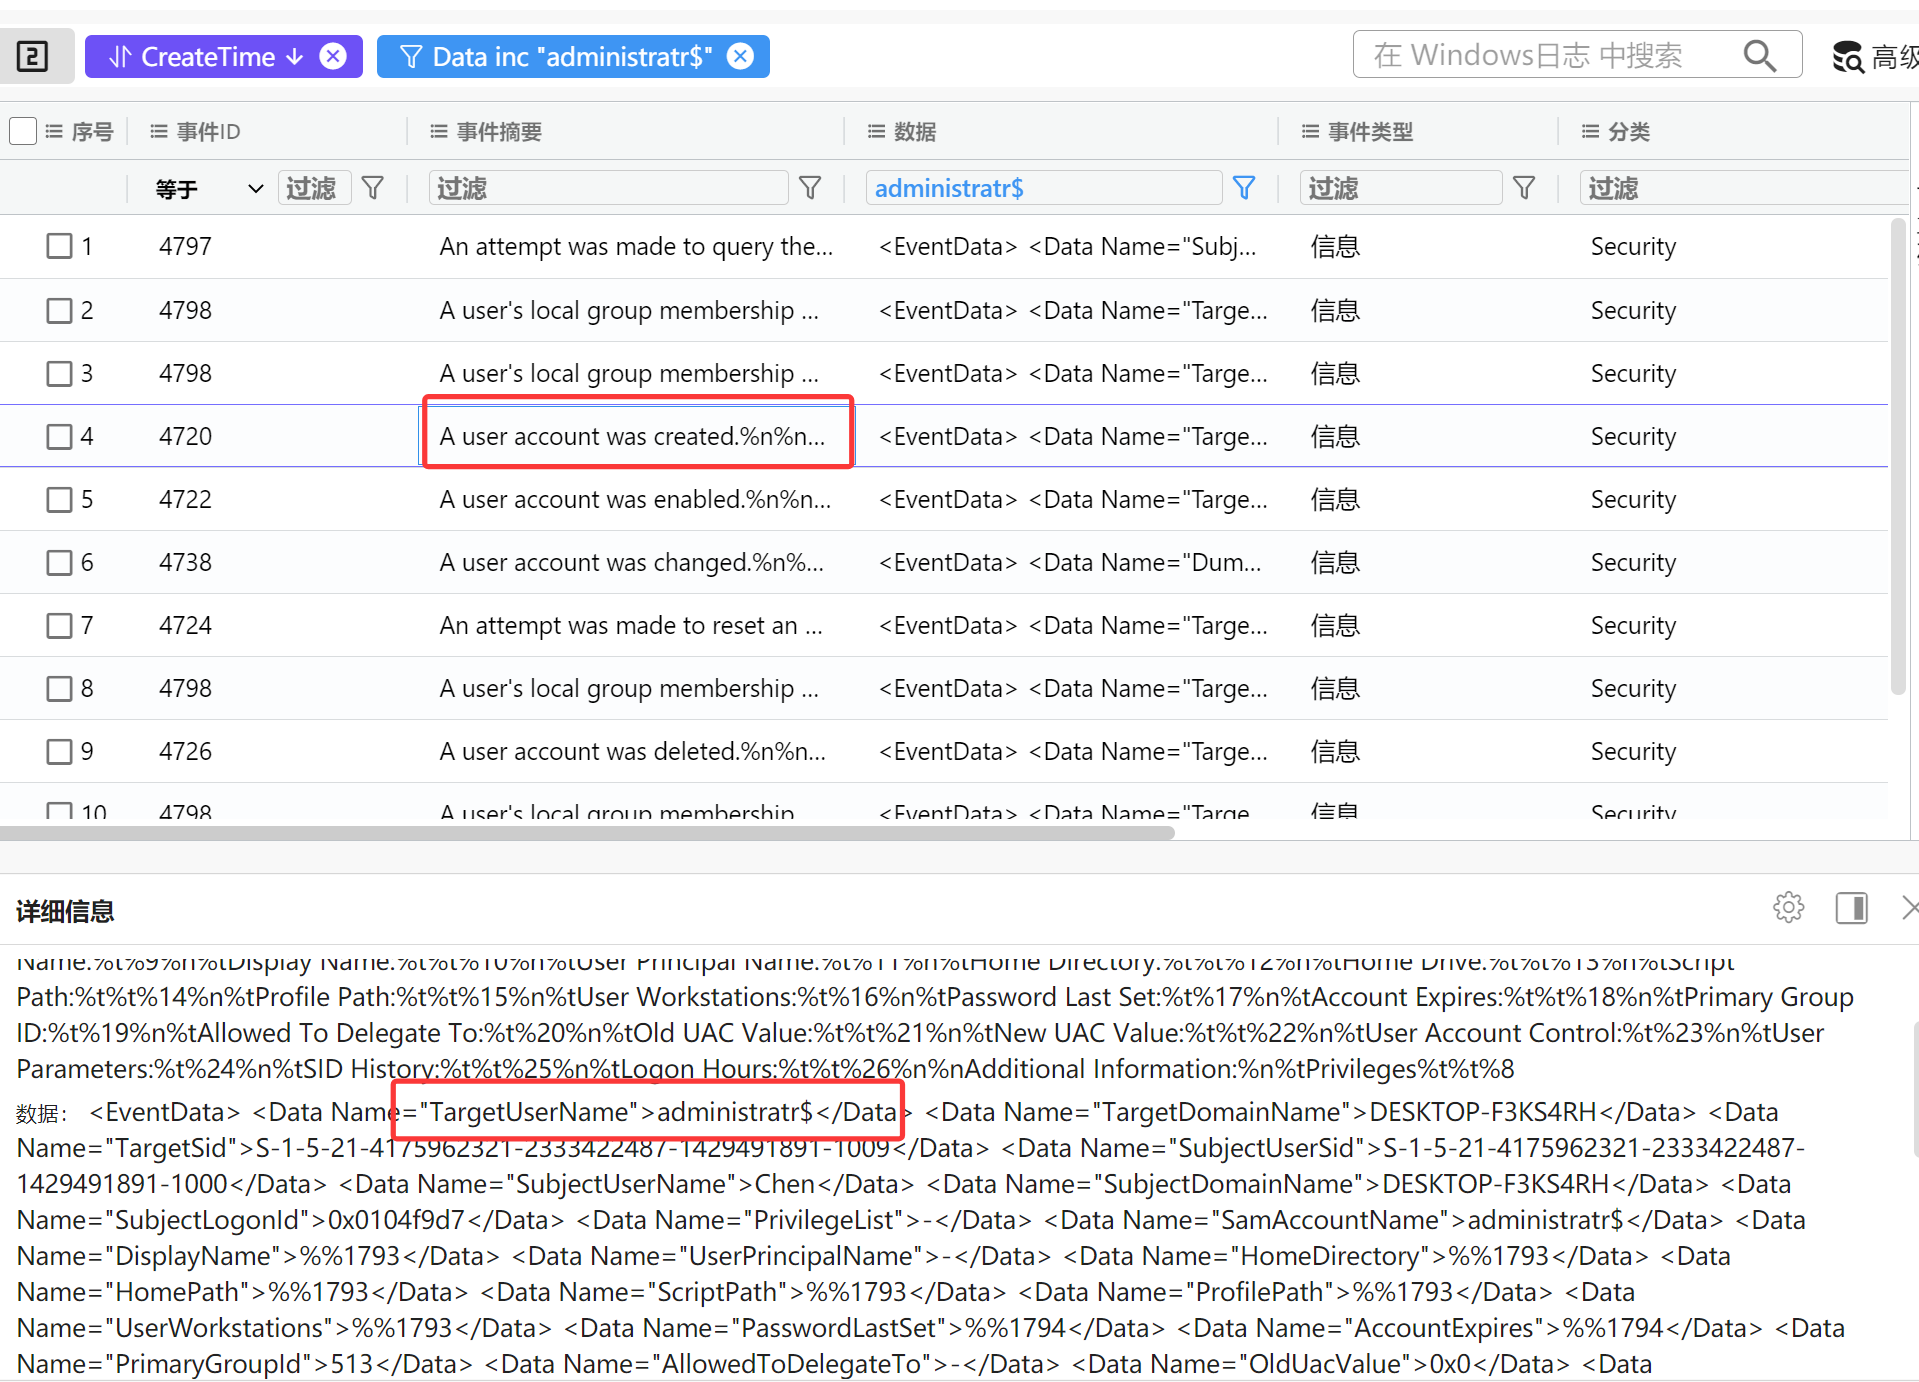 2 CreateTime Data inc "administratr$" 在 Windows日志 中搜索 高级
序号 事件ID 事件摘要 数据 事件类型 分类
等于 过滤 过滤 administratr$ 过滤 过滤
1 4797 An attempt was made to query the... <EventData> <Data Name="Subj... 信息 Security
2 4798 A user's local group membership ... <EventData> <Data Name="Targe... 信息 Security
3 4798 A user's local group membership ... <EventData> <Data Name="Targe... 信息 Security
4 4720 A user account was created.%n%n... <EventData> <Data Name="Targe... 信息 Security
5 4722 A user account was enabled.%n%n... <EventData> <Data Name="Targe... 信息 Security
6 4738 A user account was changed.%n%... <EventData> <Data Name="Dum... 信息 Security
7 4724 An attempt was made to reset an ... <EventData> <Data Name="Targe... 信息 Security
8 4798 A user's local group membership ... <EventData> <Data Name="Targe... 信息 Security
9 4726 A user account was deleted.%n%n... <EventData> <Data Name="Targe... 信息 Security
10 4798 A user's local group membership <EventData> <Data Name="Targe 信息 Security
详细信息
Name:%t%9%n%tDisplay Name:%t%t%10%n%tUser Principal Name:%t%11%n%tHome Directory:%t%t%12%n%tHome Drive:%t%t%13%n%tScript
Path:%t%t%14%n%tProfile Path:%t%t%15%n%tUser Workstations:%t%16%n%tPassword Last Set:%t%17%n%tAccount Expires:%t%t%18%n%tPrimary Group
ID:%t%19%n%tAllowed To Delegate To:%t%20%n%tOld UAC Value:%t%t%21%n%tNew UAC Value:%t%t%22%n%tUser Account Control:%t%23%n%tUser
Parameters:%t%24%n%tSID History:%t%t%25%n%tLogon Hours:%t%t%26%n%nAdditional Information:%n%tPrivileges%t%t%8
数据： <EventData> <Data Name="TargetUserName">administratr$</Data> <Data Name="TargetDomainName">DESKTOP-F3KS4RH</Data> <Data
Name="TargetSid">S-1-5-21-4175962321-2333422487-1429491891-1009</Data> <Data Name="SubjectUserSid">S-1-5-21-4175962321-2333422487-
1429491891-1000</Data> <Data Name="SubjectUserName">Chen</Data> <Data Name="SubjectDomainName">DESKTOP-F3KS4RH</Data> <Data
Name="SubjectLogonId">0x0104f9d7</Data> <Data Name="PrivilegeList">-</Data> <Data Name="SamAccountName">administratr$</Data> <Data
Name="DisplayName">%%1793</Data> <Data Name="UserPrincipalName">-</Data> <Data Name="HomeDirectory">%%1793</Data> <Data
Name="HomePath">%%1793</Data> <Data Name="ScriptPath">%%1793</Data> <Data Name="ProfilePath">%%1793</Data> <Data
Name="UserWorkstations">%%1793</Data> <Data Name="PasswordLastSet">%%1794</Data> <Data Name="AccountExpires">%%1794</Data> <Data
Name="PrimaryGroupId">513</Data> <Data Name="AllowedToDelegateTo">-</Data> <Data Name="OldUacValue">0x0</Data> <Data